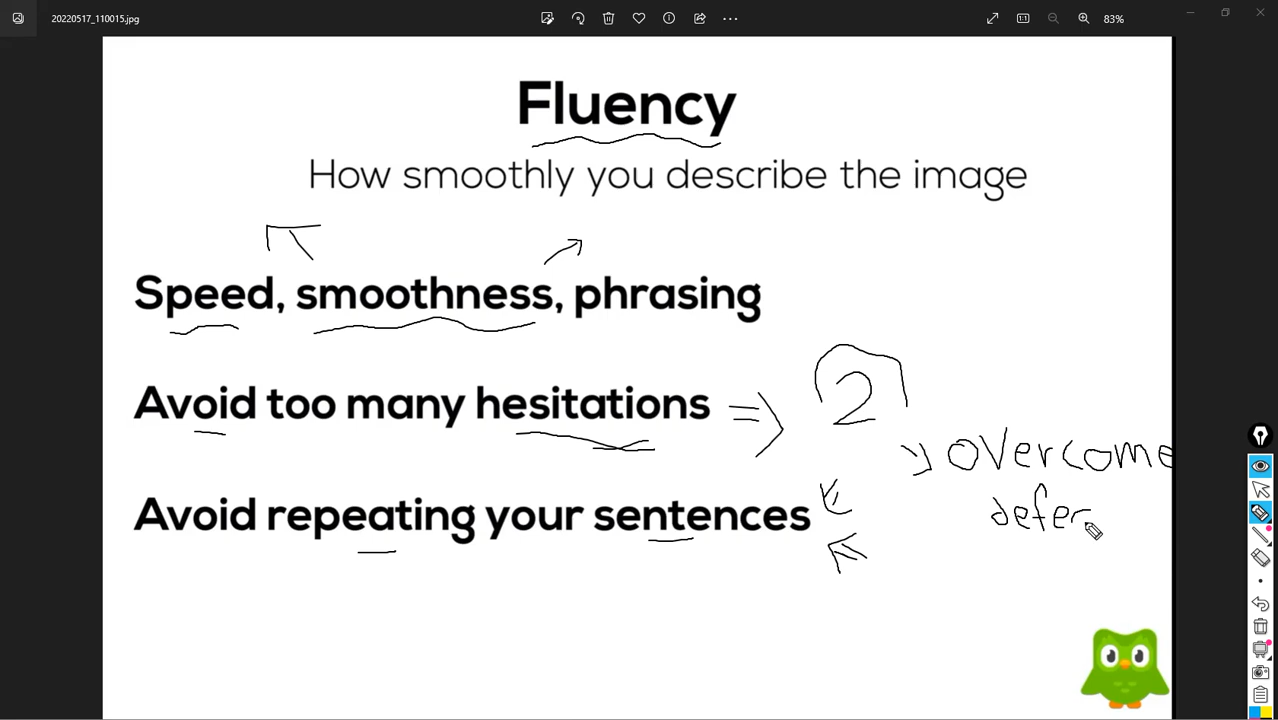 20220517_110015.jpg
83%
Fluency
How smoothly you describe the image
Speed, smoothness, phrasing
Avoid too many hesitations
2
overcome
defer
Avoid repeating your sentences